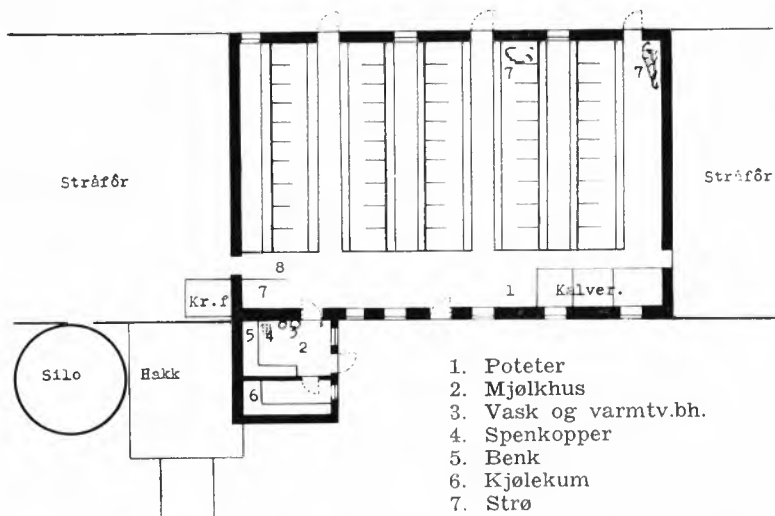 7
7
Stråfôr
Stråfôr
8
Kr.f
7
1
Kalver.
5
4
3
2
6
Silo
Hakk
1. Poteter
2. Mjølkhus
3. Vask og varmtv.bh.
4. Spenkopper
5. Benk
6. Kjølekum
7. Strø